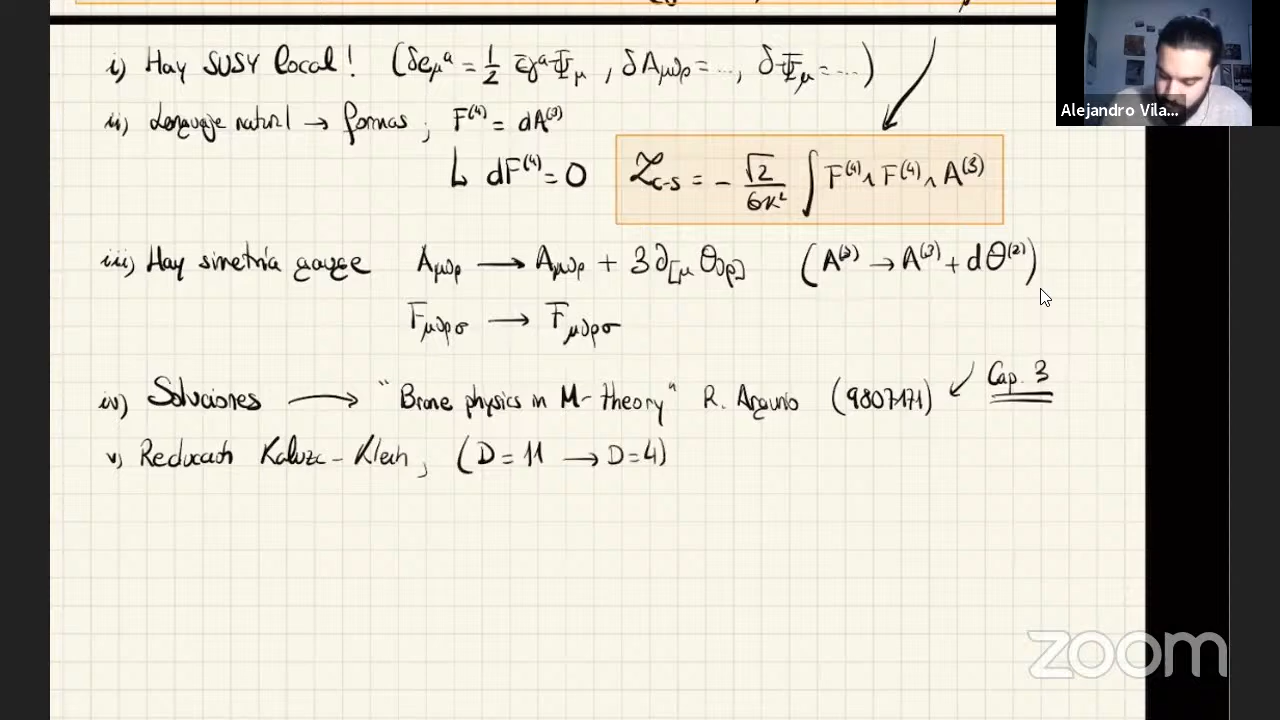 i) Hay SUSY local! (δe_μ^a = 1/2 ε̄γ^aΨ_μ , δA_μνρ = ..., δΨ_μ = ...)
Alejandro Vila...
ii) Lenguaje natural → formas ; F^(4) = dA^(3)
↳ dF^(4) = 0
ℒ_C-S = - √2/6κ² ∫ F^(4) ∧ F^(4) ∧ A^(3)
iii) Hay simetría gauge A_μνρ → A_μνρ + 3∂_[μ θ_νρ] (A^(3) → A^(3) + dθ^(2))
F_μνρσ → F_μνρσ
iv) Soluciones → "Brane physics in M-theory" R. Argurio (9807171) ↙ Cap. 3
v) Reducción Kaluza-Klein, (D = 11 → D = 4)
zoom